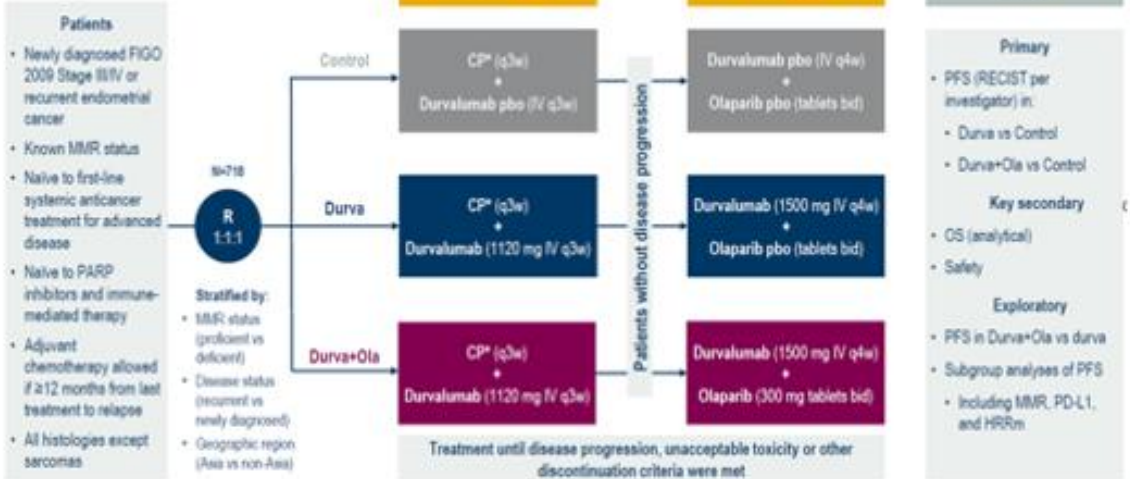 Patients
• Newly diagnosed FIGO
2009 Stage III/IV or
recurrent endometrial
cancer
• Known MMR status
• Naïve to first-line
systemic anticancer
treatment for advanced
disease
• Naïve to PARP
inhibitors and immune-
mediated therapy
• Adjuvant
chemotherapy allowed
if ≥12 months from last
treatment to relapse
• All histologies except
sarcomas
N=718
R
1:1:1
Stratified by:
• MMR status
(proficient vs
deficient)
• Disease status
(recurrent vs
newly diagnosed)
• Geographic region
(Asia vs non-Asia)
Control
CP* (q3w)
+
Durvalumab pbo (IV q3w)
Durva
CP* (q3w)
+
Durvalumab (1120 mg IV q3w)
Durva+Ola
CP* (q3w)
+
Durvalumab (1120 mg IV q3w)
Patients without disease progression
Durvalumab pbo (IV q4w)
+
Olaparib pbo (tablets bid)
Durvalumab (1500 mg IV q4w)
+
Olaparib pbo (tablets bid)
Durvalumab (1500 mg IV q4w)
+
Olaparib (300 mg tablets bid)
Treatment until disease progression, unacceptable toxicity or other
discontinuation criteria were met
Primary
• PFS (RECIST per
investigator) in:
• Durva vs Control
• Durva+Ola vs Control
Key secondary
• OS (analytical)
• Safety
Exploratory
• PFS in Durva+Ola vs durva
• Subgroup analyses of PFS
• Including MMR, PD-L1,
and HRRm